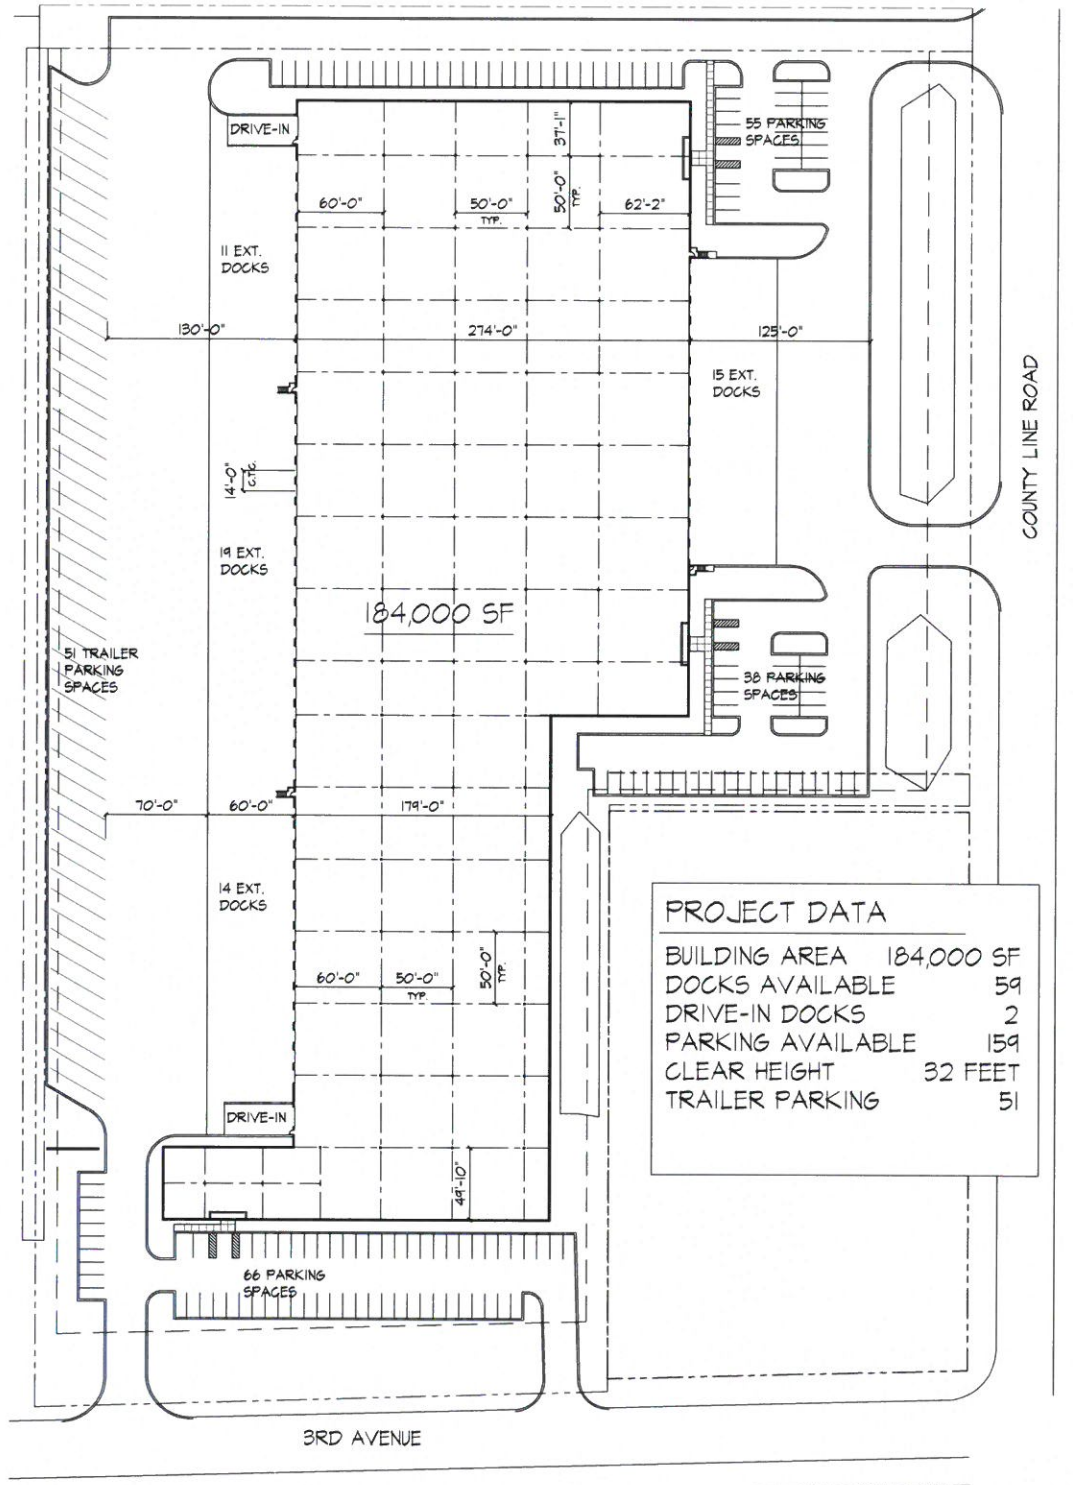 DRIVE-IN
37'-1"
55 PARKING
SPACES
60'-0"
50'-0"
TYP.
50'-0"
TYP.
62'-2"
11 EXT.
DOCKS
130'-0"
274'-0"
125'-0"
15 EXT.
DOCKS
COUNTY LINE ROAD
14'-0"
O.T.O.
19 EXT.
DOCKS
184,000 SF
51 TRAILER
PARKING
SPACES
38 PARKING
SPACES
70'-0"
60'-0"
179'-0"
14 EXT.
DOCKS
60'-0"
50'-0"
TYP.
50'-0"
TYP.
PROJECT DATA
BUILDING AREA 184,000 SF
DOCKS AVAILABLE 59
DRIVE-IN DOCKS 2
PARKING AVAILABLE 159
CLEAR HEIGHT 32 FEET
TRAILER PARKING 51
DRIVE-IN
49'-10"
66 PARKING
SPACES
3RD AVENUE